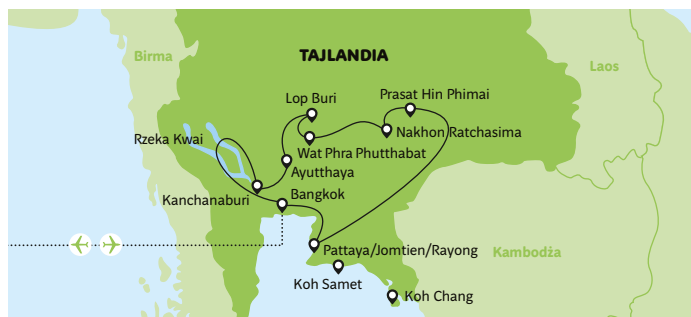 TAJLANDIA
Birma
Laos
Lop Buri
Prasat Hin Phimai
Rzeka Kwai
Nakhon Ratchasima
Wat Phra Phutthabat
Ayutthaya
Kanchanaburi
Bangkok
Pattaya/Jomtien/Rayong
Kambodża
Koh Samet
Koh Chang